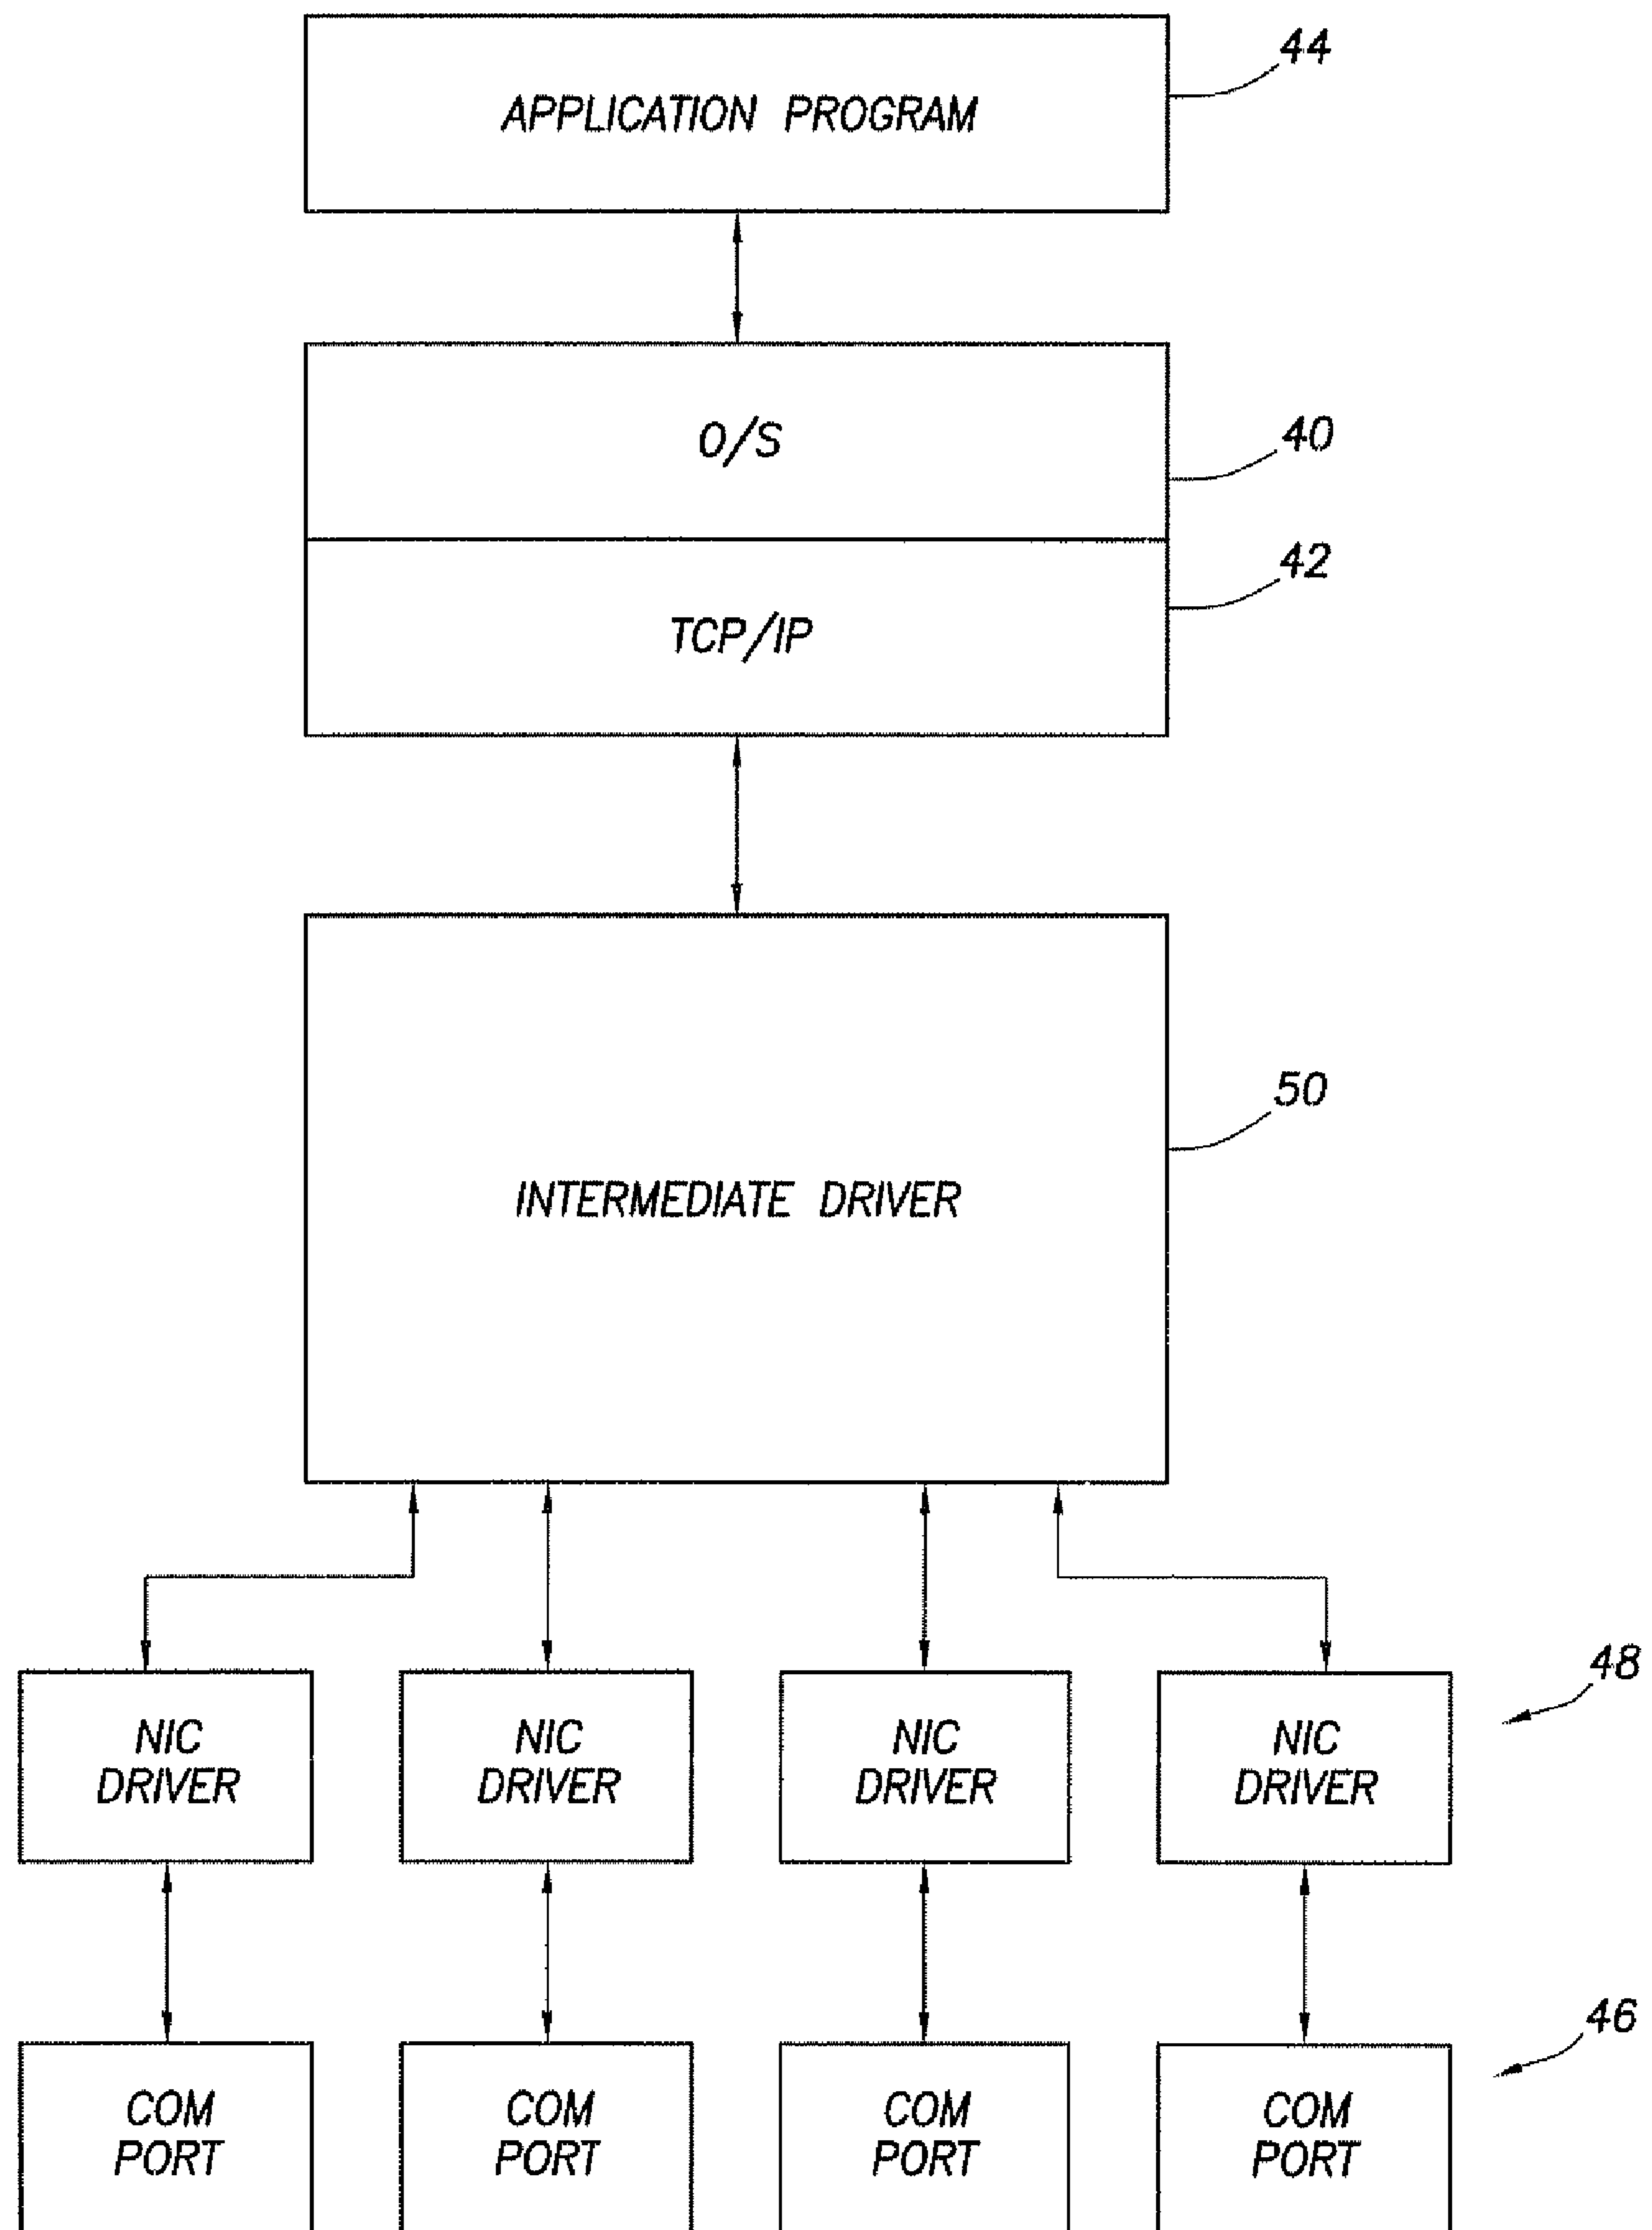 44
APPLICATION PROGRAM
O/S
40
42
TCP/IP
50
INTERMEDIATE DRIVER
48
NIC
DRIVER
NIC
DRIVER
NIC
DRIVER
NIC
DRIVER
46
COM
PORT
COM
PORT
COM
PORT
COM
PORT